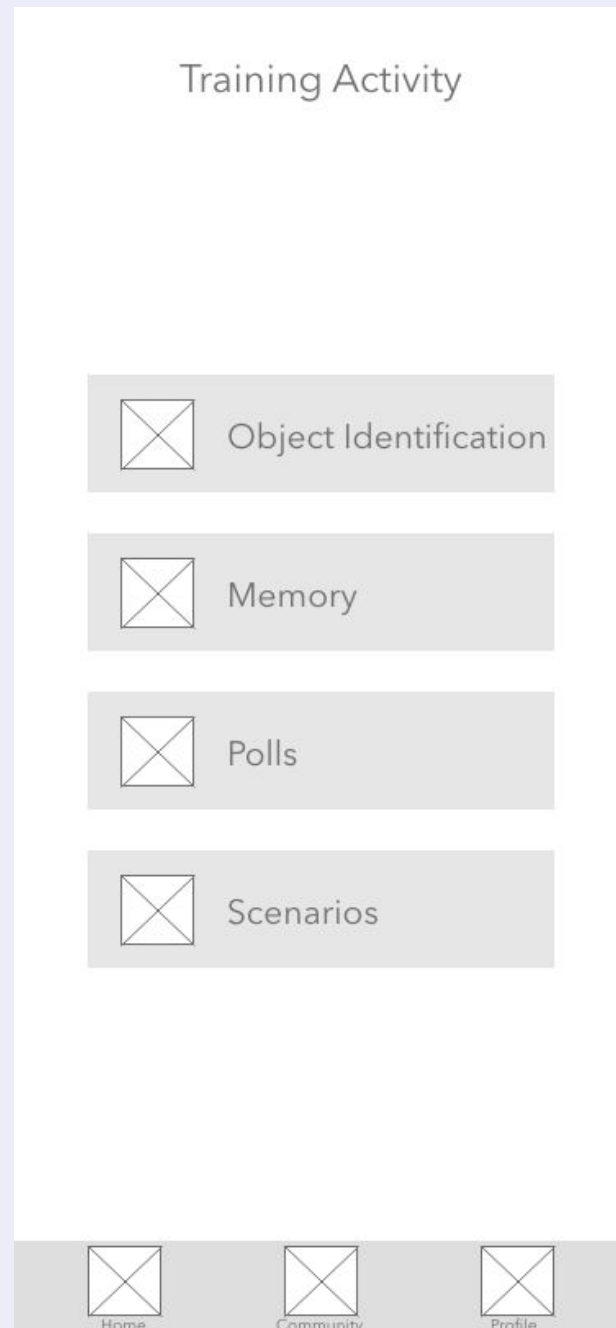 Training Activity
Object Identification
Memory
Polls
Scenarios
Home
Community
Profile